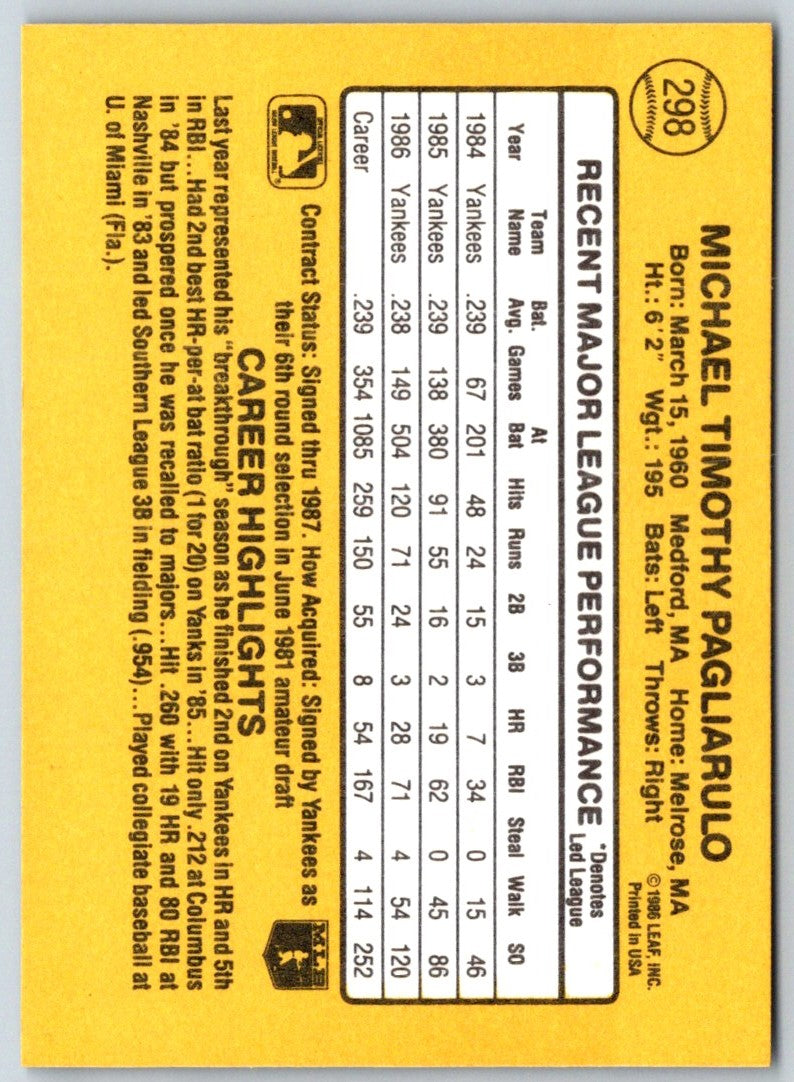 298
MICHAEL TIMOTHY PAGLIARULO
Born: March 15, 1960 Medford, MA Home: Melrose, MA
Ht.: 6'2" Wgt.: 195 Bats: Left Throws: Right
© 1986 LEAF, INC.
Printed in USA
RECENT MAJOR LEAGUE PERFORMANCE *Denotes Led League
Year Team Name Bat. Avg. Games At Bat Hits Runs 2B 3B HR RBI Steal Walk SO
1984 Yankees .239 67 201 48 24 15 3 7 34 0 15 46
1985 Yankees .239 138 380 91 55 16 2 19 62 0 45 86
1986 Yankees .238 149 504 120 71 24 3 28 71 4 54 120
Career .239 354 1085 259 150 55 8 54 167 4 114 252
Contract Status: Signed thru 1987. How Acquired: Signed by Yankees as
their 6th round selection in June 1981 amateur draft
MLB
CAREER HIGHLIGHTS
Last year represented his "breakthrough" season as he finished 2nd on Yankees in HR and 5th
in RBI...Had 2nd best HR-per-at bat ratio (1 for 20) on Yanks in '85...Hit only .212 at Columbus
in '84 but prospered once he was recalled to majors...Hit .260 with 19 HR and 80 RBI at
Nashville in '83 and led Southern League 3B in fielding (.954)...Played collegiate baseball at
U. of Miami (Fla.).